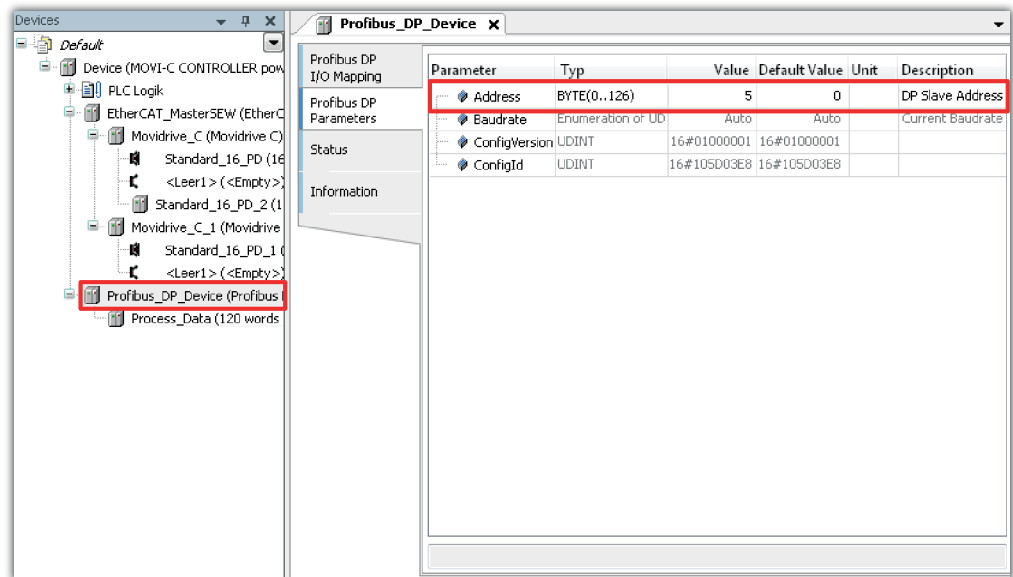 Devices
Default
Device (MOVI-C CONTROLLER pow
PLC Logik
EtherCAT_MasterSEW (EtherC
Movidrive_C (Movidrive C)
Standard_16_PD (16
<Leer1> (<Empty>)
Standard_16_PD_2 (1
Movidrive_C_1 (Movidrive
Standard_16_PD_1 (
<Leer1> (<Empty>)
Profibus_DP_Device (Profibus
Process_Data (120 words
Profibus_DP_Device
Profibus DP
I/O Mapping
Profibus DP
Parameters
Status
Information
Parameter Typ Value Default Value Unit Description
Address BYTE(0..126) 5 0 DP Slave Address
Baudrate Enumeration of UD Auto Auto Current Baudrate
ConfigVersion UDINT 16#01000001 16#01000001
ConfigId UDINT 16#105D03E8 16#105D03E8